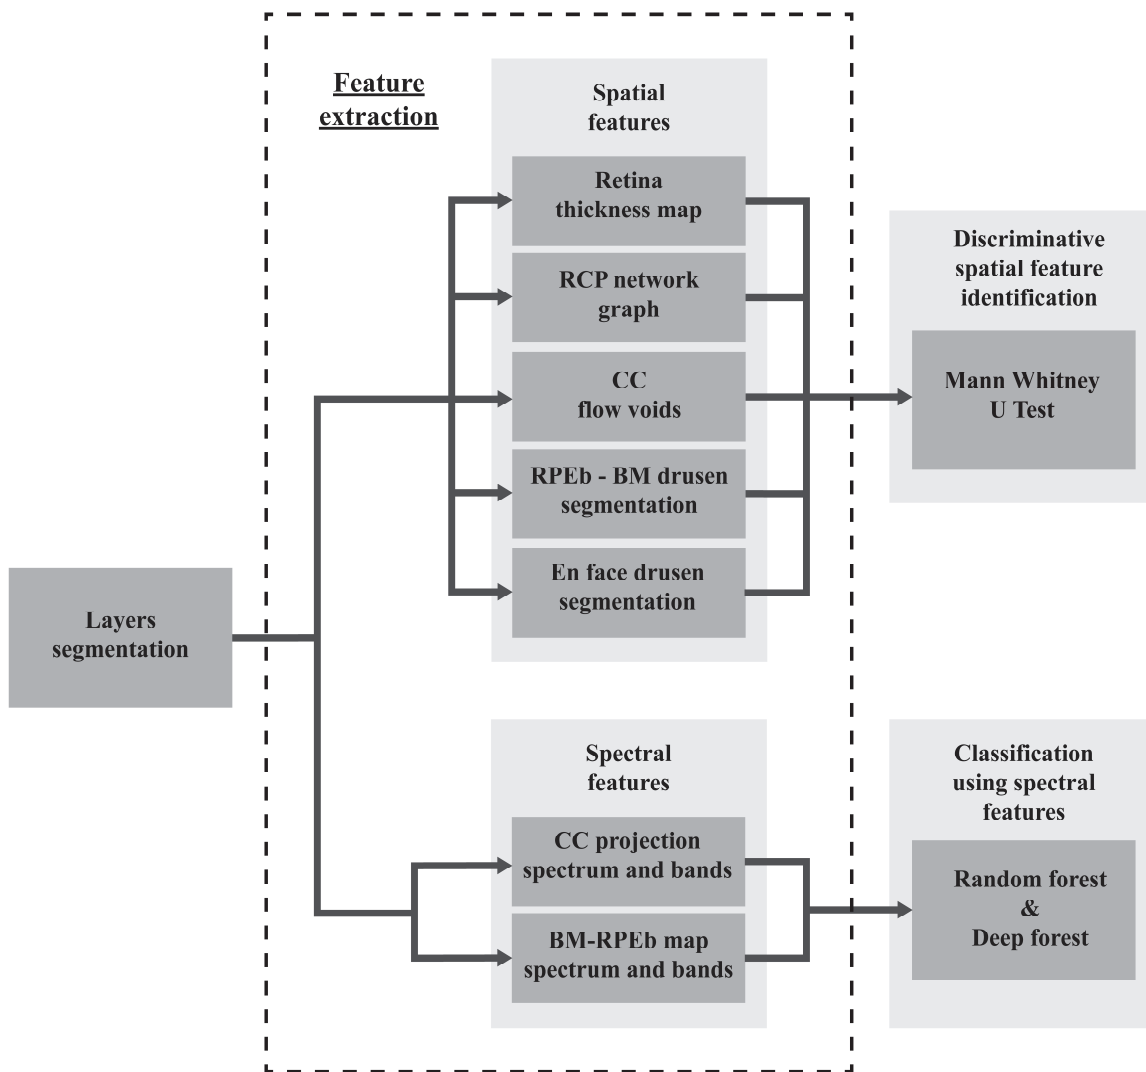 Feature
extraction
Spatial
features
Retina
thickness map
RCP network
graph
CC
flow voids
RPEb - BM drusen
segmentation
En face drusen
segmentation
Discriminative
spatial feature
identification
Mann Whitney
U Test
Layers
segmentation
Spectral
features
CC projection
spectrum and bands
BM-RPEb map
spectrum and bands
Classification
using spectral
features
Random forest
&
Deep forest